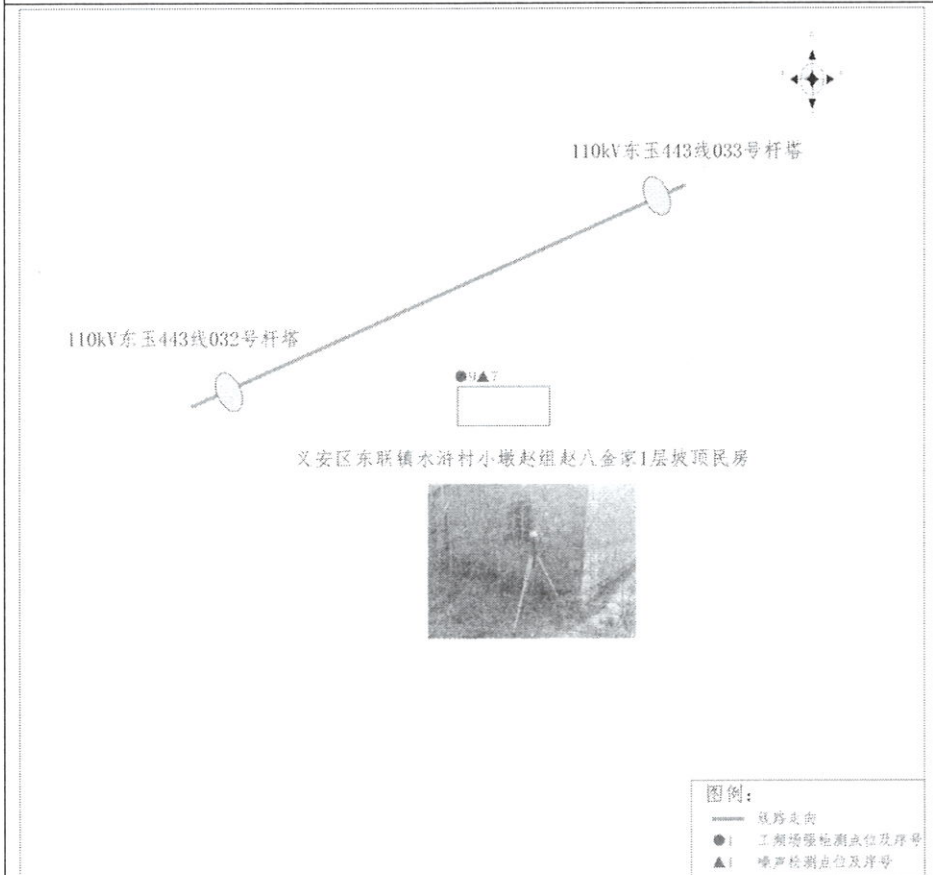 110kV东玉443线033号杆塔
110kV东玉443线032号杆塔
●9▲7
义安区东联镇水浒村小墩赵组赵八金家1层坡顶民房
图例：
线路走向
●1 工频场强检测点位及序号
▲1 噪声检测点位及序号